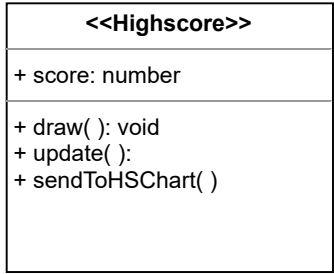 <<Highscore>>
+ score: number
+ draw( ): void
+ update( ):
+ sendToHSChart( )